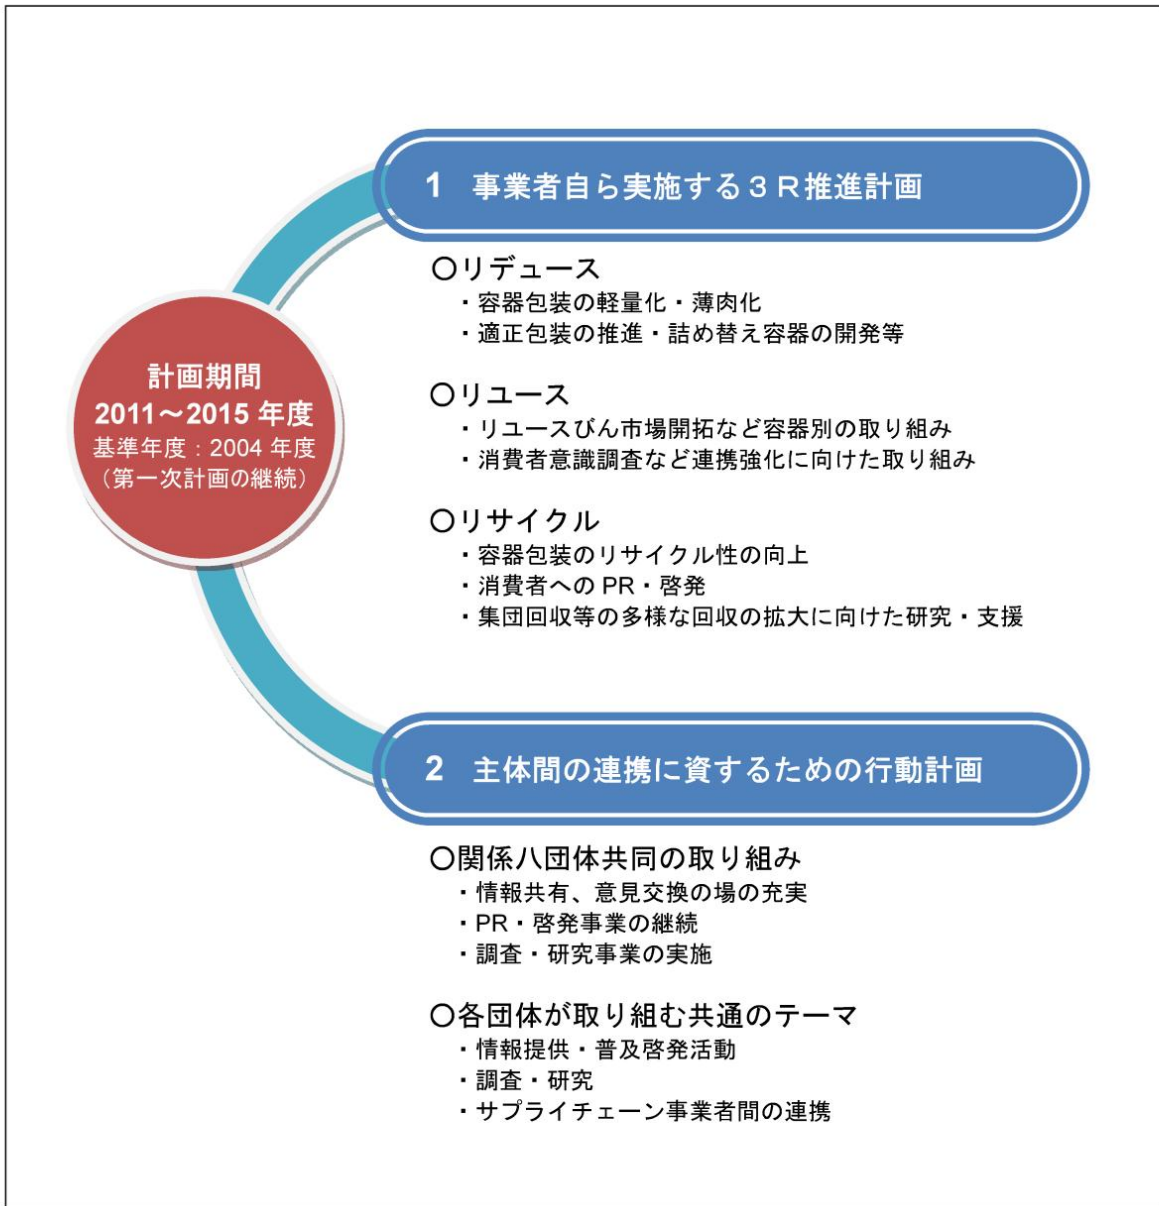 1 事業者自ら実施する3R推進計画
〇リデュース
・容器包装の軽量化・薄肉化
・適正包装の推進・詰め替え容器の開発等
〇リユース
・リユースびん市場開拓など容器別の取り組み
・消費者意識調査など連携強化に向けた取り組み
〇リサイクル
・容器包装のリサイクル性の向上
・消費者への PR・啓発
・集団回収等の多様な回収の拡大に向けた研究・支援
計画期間
2011～2015 年度
基準年度：2004 年度
（第一次計画の継続）
2 主体間の連携に資するための行動計画
〇関係八団体共同の取り組み
・情報共有、意見交換の場の充実
・PR・啓発事業の継続
・調査・研究事業の実施
〇各団体が取り組む共通のテーマ
・情報提供・普及啓発活動
・調査・研究
・サプライチェーン事業者間の連携